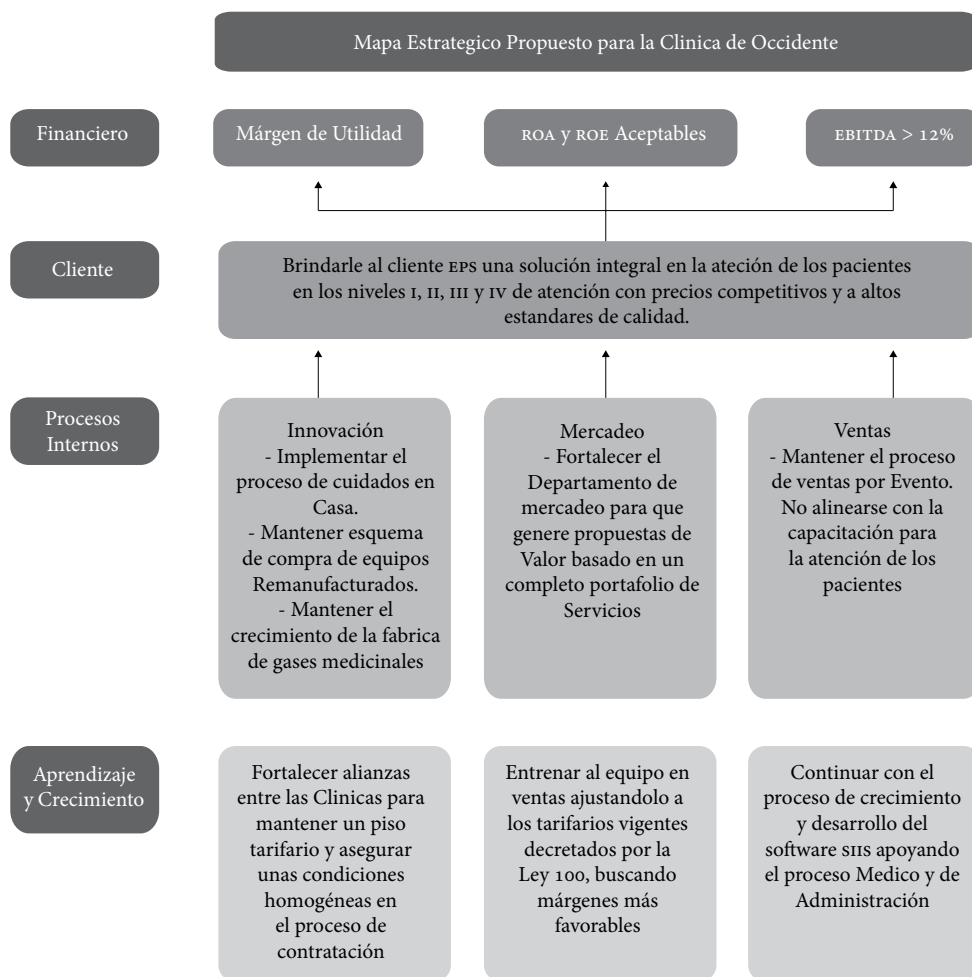 Mapa Estrategico Propuesto para la Clinica de Occidente
Financiero
Márgen de Utilidad
ROA y ROE Aceptables
EBITDA > 12%
Cliente
Brindarle al cliente EPS una solución integral en la ateción de los pacientes
en los niveles I, II, III y IV de atención con precios competitivos y a altos
estandares de calidad.
Procesos
Internos
Innovación
- Implementar el
proceso de cuidados en
Casa.
- Mantener esquema
de compra de equipos
Remanufacturados.
- Mantener el
crecimiento de la fabrica
de gases medicinales
Mercadeo
- Fortalecer el
Departamento de
mercadeo para que
genere propuestas de
Valor basado en un
completo portafolio de
Servicios
Ventas
- Mantener el proceso
de ventas por Evento.
No alinearse con la
capacitación para
la atención de los
pacientes
Aprendizaje
y Crecimiento
Fortalecer alianzas
entre las Clinicas para
mantener un piso
tarifario y asegurar
unas condiciones
homogéneas en
el proceso de
contratación
Entrenar al equipo en
ventas ajustandolo a
los tarifarios vigentes
decretados por la
Ley 100, buscando
márgenes más
favorables
Continuar con el
proceso de crecimiento
y desarrollo del
software SIIS apoyando
el proceso Medico y de
Administración